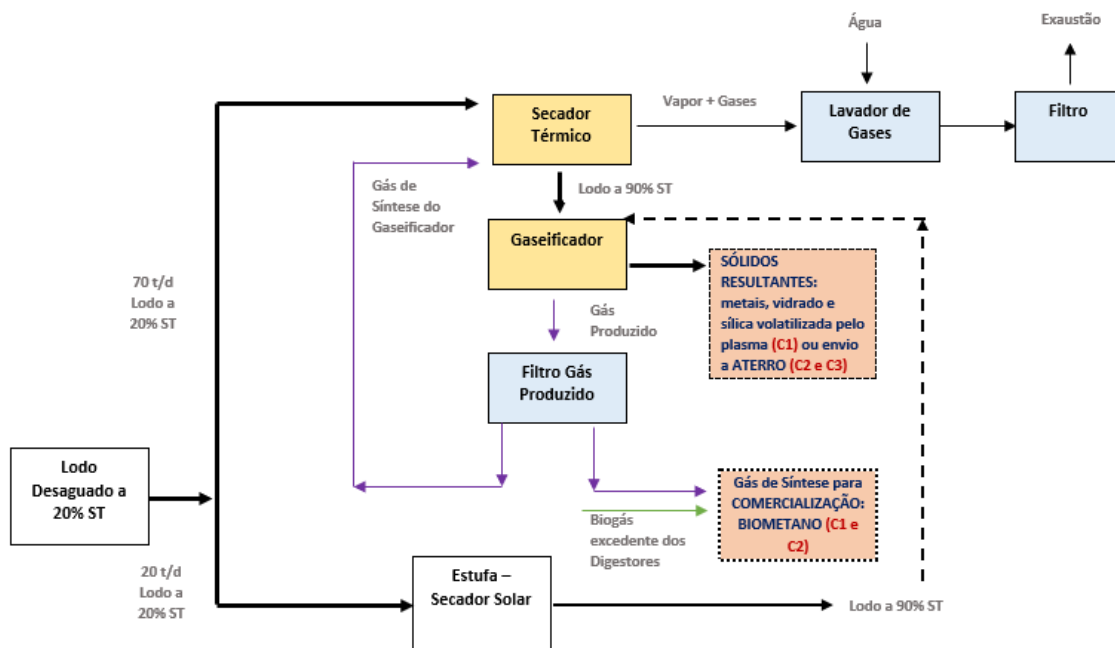 Água
Exaustão
Secador
Térmico
Vapor + Gases
Lavador de
Gases
Filtro
Gás de
Síntese do
Gaseificador
Lodo a 90% ST
Gaseificador
SÓLIDOS
RESULTANTES:
metais, vidrado e
sílica volatilizada pelo
plasma (C1) ou envio
a ATERRO (C2 e C3)
70 t/d
Lodo a
20% ST
Gás
Produzido
Filtro Gás
Produzido
Lodo
Desaguado a
20% ST
Gás de Síntese para
COMERCIALIZAÇÃO:
BIOMETANO (C1 e
C2)
Biogás
excedente dos
Digestores
20 t/d
Lodo a
20% ST
Estufa –
Secador Solar
Lodo a 90% ST